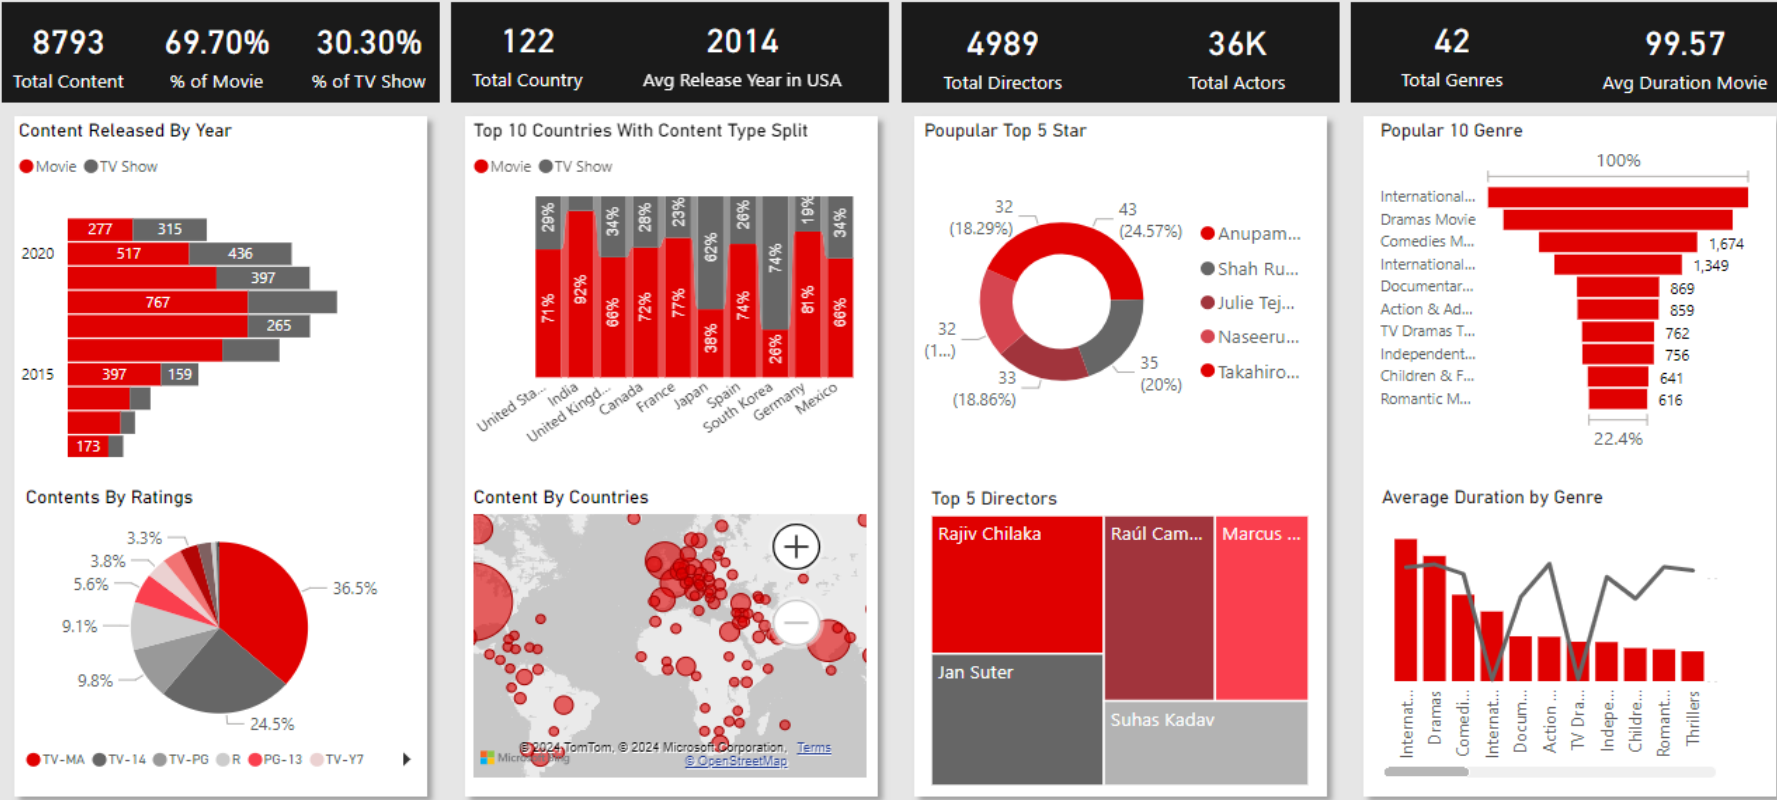 8793
Total Content
69.70%
% of Movie
30.30%
% of TV Show
122
Total Country
2014
Avg Release Year in USA
4989
Total Directors
36K
Total Actors
42
Total Genres
99.57
Avg Duration Movie
Content Released By Year
Movie TV Show
277 315
2020 517 436
397
767
265
2015 397 159
173
Top 10 Countries With Content Type Split
Movie TV Show
29% 34% 28% 23% 62% 26% 74% 19% 34%
71% 92% 66% 72% 77% 38% 74% 26% 81% 66%
United Sta...
India
United Kingd...
Canada
France
Japan
Spain
South Korea
Germany
Mexico
Poupular Top 5 Star
43
(24.57%)
35
(20%)
33
(18.86%)
32
(1...)
32
(18.29%)
Anupam...
Shah Ru...
Julie Tej...
Naseeru...
Takahiro...
Popular 10 Genre
100%
International...
Dramas Movie
Comedies M... 1,674
International... 1,349
Documentar... 869
Action & Ad... 859
TV Dramas T... 762
Independent... 756
Children & F... 641
Romantic M... 616
22.4%
Contents By Ratings
36.5%
24.5%
9.8%
9.1%
5.6%
3.8%
3.3%
TV-MA TV-14 TV-PG R PG-13 TV-Y7
Content By Countries
© 2024 TomTom, © 2024 Microsoft Corporation, Terms
© OpenStreetMap
Microsoft Bing
Top 5 Directors
Rajiv Chilaka
Jan Suter
Raúl Cam...
Marcus ...
Suhas Kadav
Average Duration by Genre
Internat...
Dramas
Comedi...
Internat...
Docum...
Action ...
TV Dra...
Indepe...
Childre...
Romant...
Thrillers